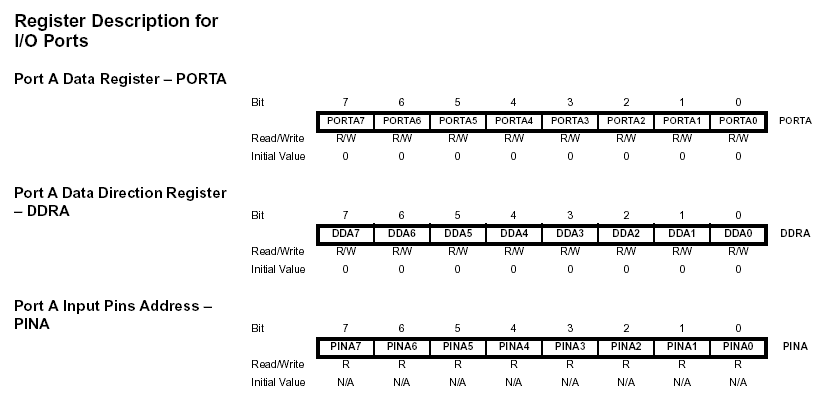 Register Description for
I/O Ports
Port A Data Register – PORTA
Bit 7 6 5 4 3 2 1 0
PORTA7 PORTA6 PORTA5 PORTA4 PORTA3 PORTA2 PORTA1 PORTA0 PORTA
Read/Write R/W R/W R/W R/W R/W R/W R/W R/W
Initial Value 0 0 0 0 0 0 0 0
Port A Data Direction Register
– DDRA
Bit 7 6 5 4 3 2 1 0
DDA7 DDA6 DDA5 DDA4 DDA3 DDA2 DDA1 DDA0 DDRA
Read/Write R/W R/W R/W R/W R/W R/W R/W R/W
Initial Value 0 0 0 0 0 0 0 0
Port A Input Pins Address –
PINA
Bit 7 6 5 4 3 2 1 0
PINA7 PINA6 PINA5 PINA4 PINA3 PINA2 PINA1 PINA0 PINA
Read/Write R R R R R R R R
Initial Value N/A N/A N/A N/A N/A N/A N/A N/A